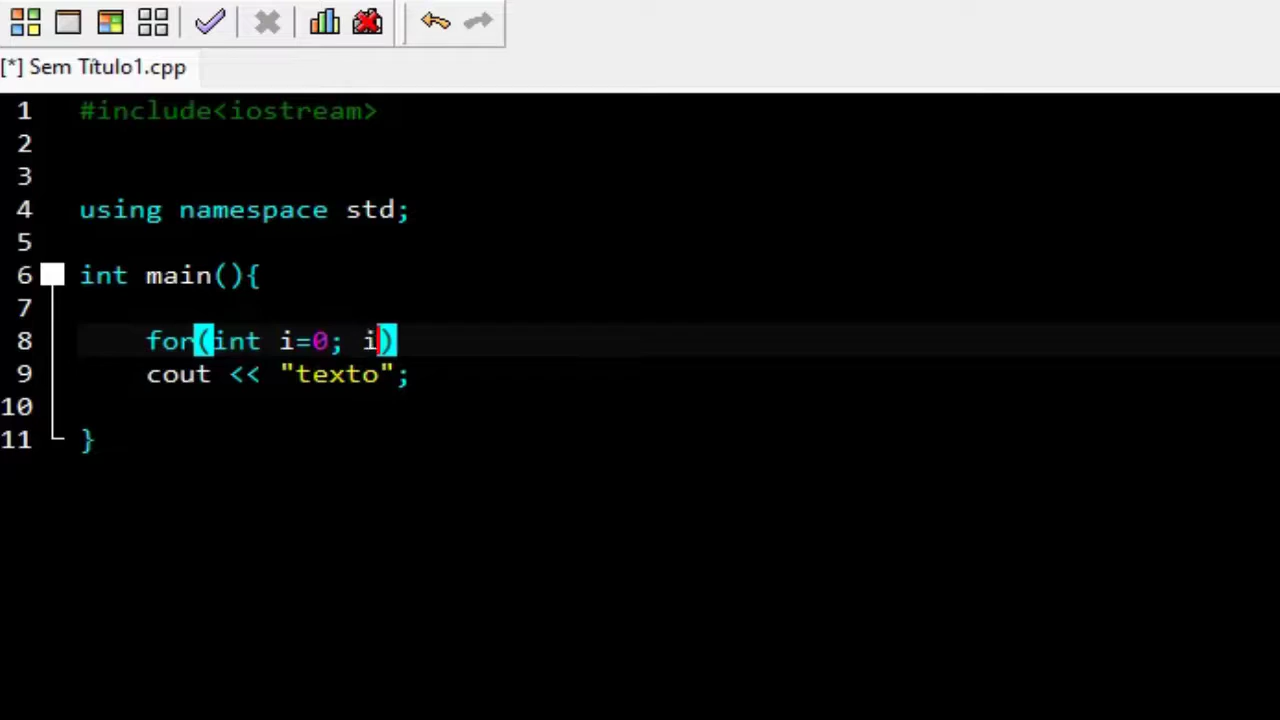 [*] Sem Título1.cpp
1 #include<iostream>
2
3
4 using namespace std;
5
6 int main(){
7
8 for(int i=0; i)
9 cout << "texto";
10
11 }